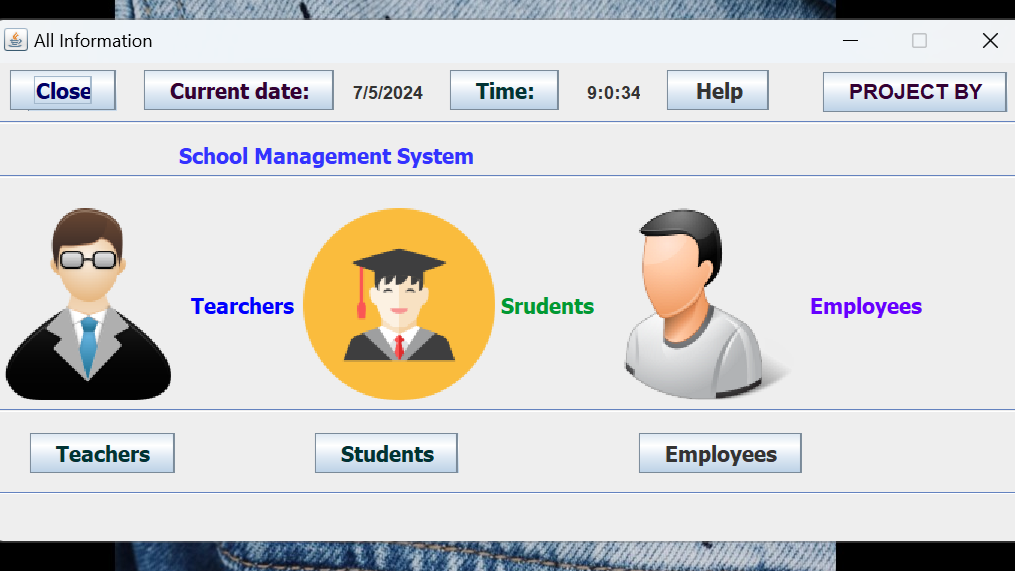 All Information
Close Current date: 7/5/2024 Time: 9:0:34 Help PROJECT BY
School Management System
Tearchers Srudents Employees
Teachers Students Employees